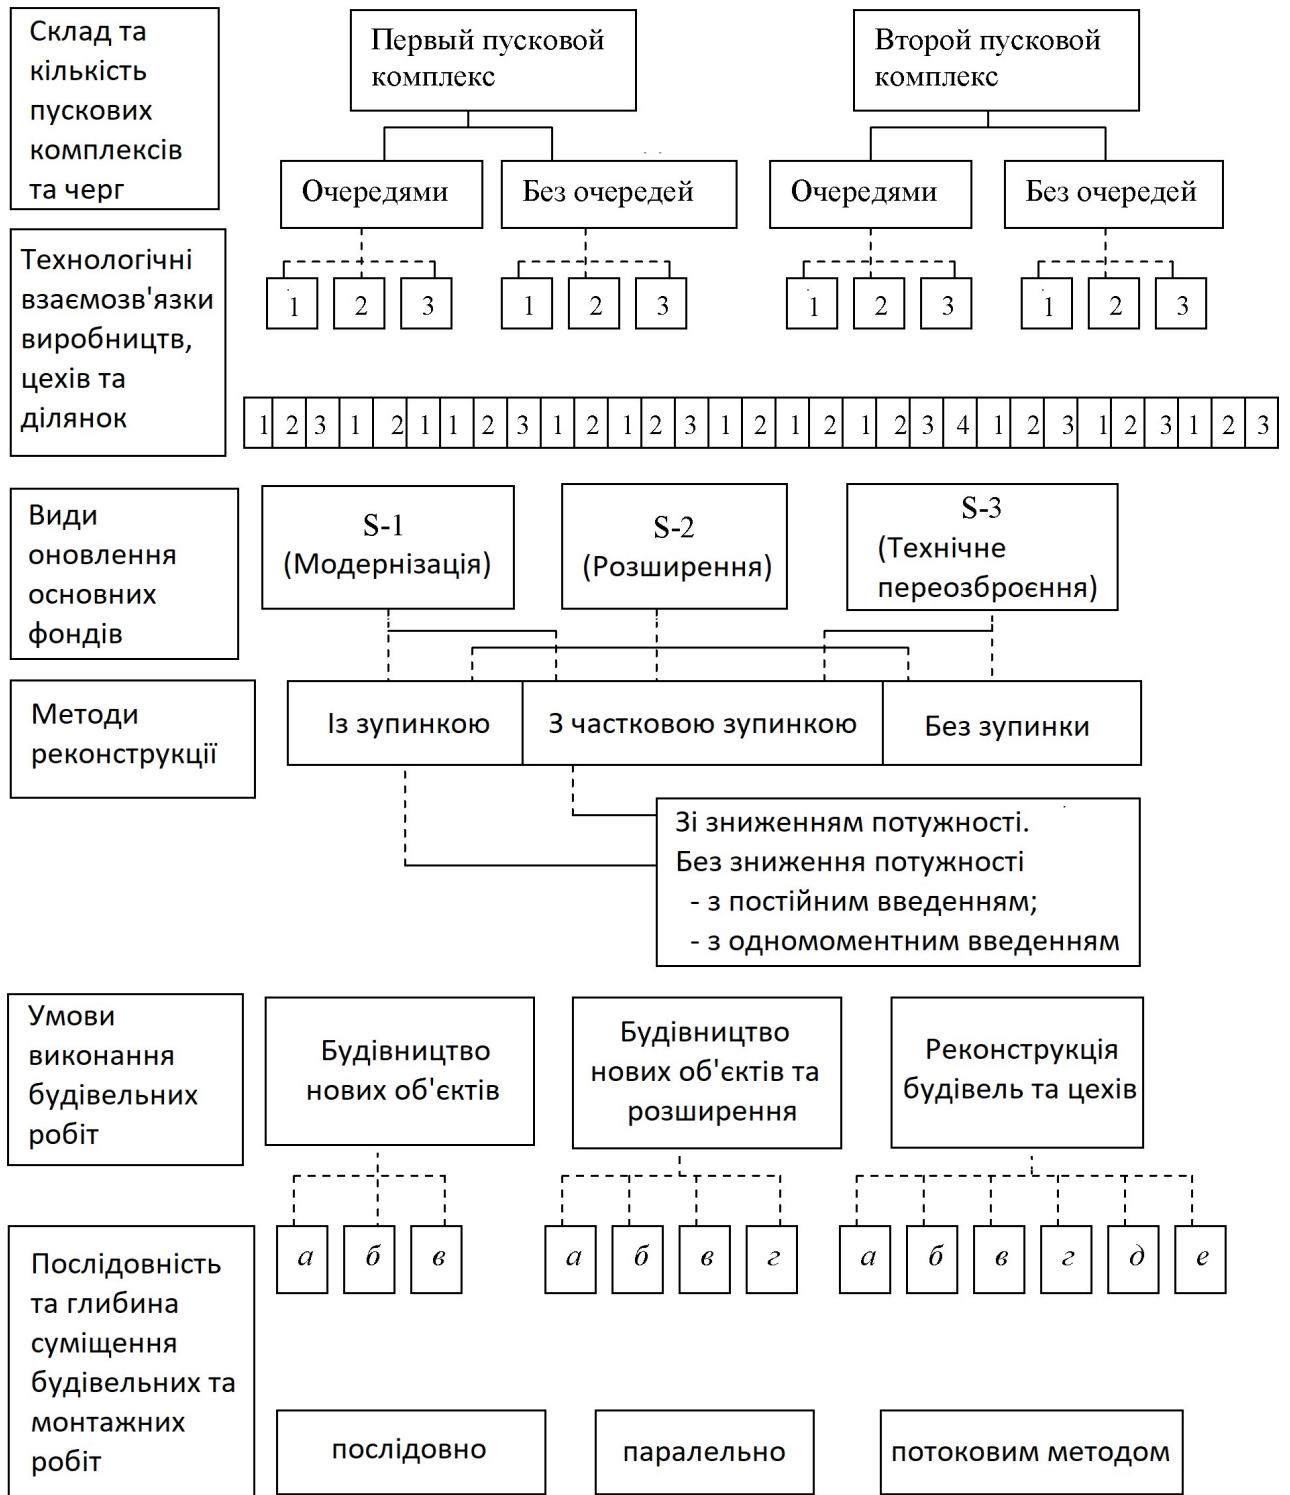 Склад та
кількість
пускових
комплексів
та черг
Первый пусковой
комплекс
Второй пусковой
комплекс
Очередями
Без очередей
Очередями
Без очередей
Технологічні
взаємозв'язки
виробництв,
цехів та
ділянок
1 2 3 1 2 3 1 2 3 1 2 3
1 2 3 1 2 1 1 2 3 1 2 1 2 3 1 2 1 2 1 2 3 4 1 2 3 1 2 3 1 2 3
Види
оновлення
основних
фондів
S-1
(Модернізація)
S-2
(Розширення)
S-3
(Технічне
переозброєння)
Методи
реконструкції
Із зупинкою
З частковою зупинкою
Без зупинки
Зі зниженням потужності.
Без зниження потужності
- з постійним введенням;
- з одномоментним введенням
Умови
виконання
будівельних
робіт
Будівництво
нових об'єктів
Будівництво
нових об'єктів та
розширення
Реконструкція
будівель та цехів
а б в а б в г а б в г д е
Послідовність
та глибина
суміщення
будівельних та
монтажних
робіт
послідовно
паралельно
потоковим методом